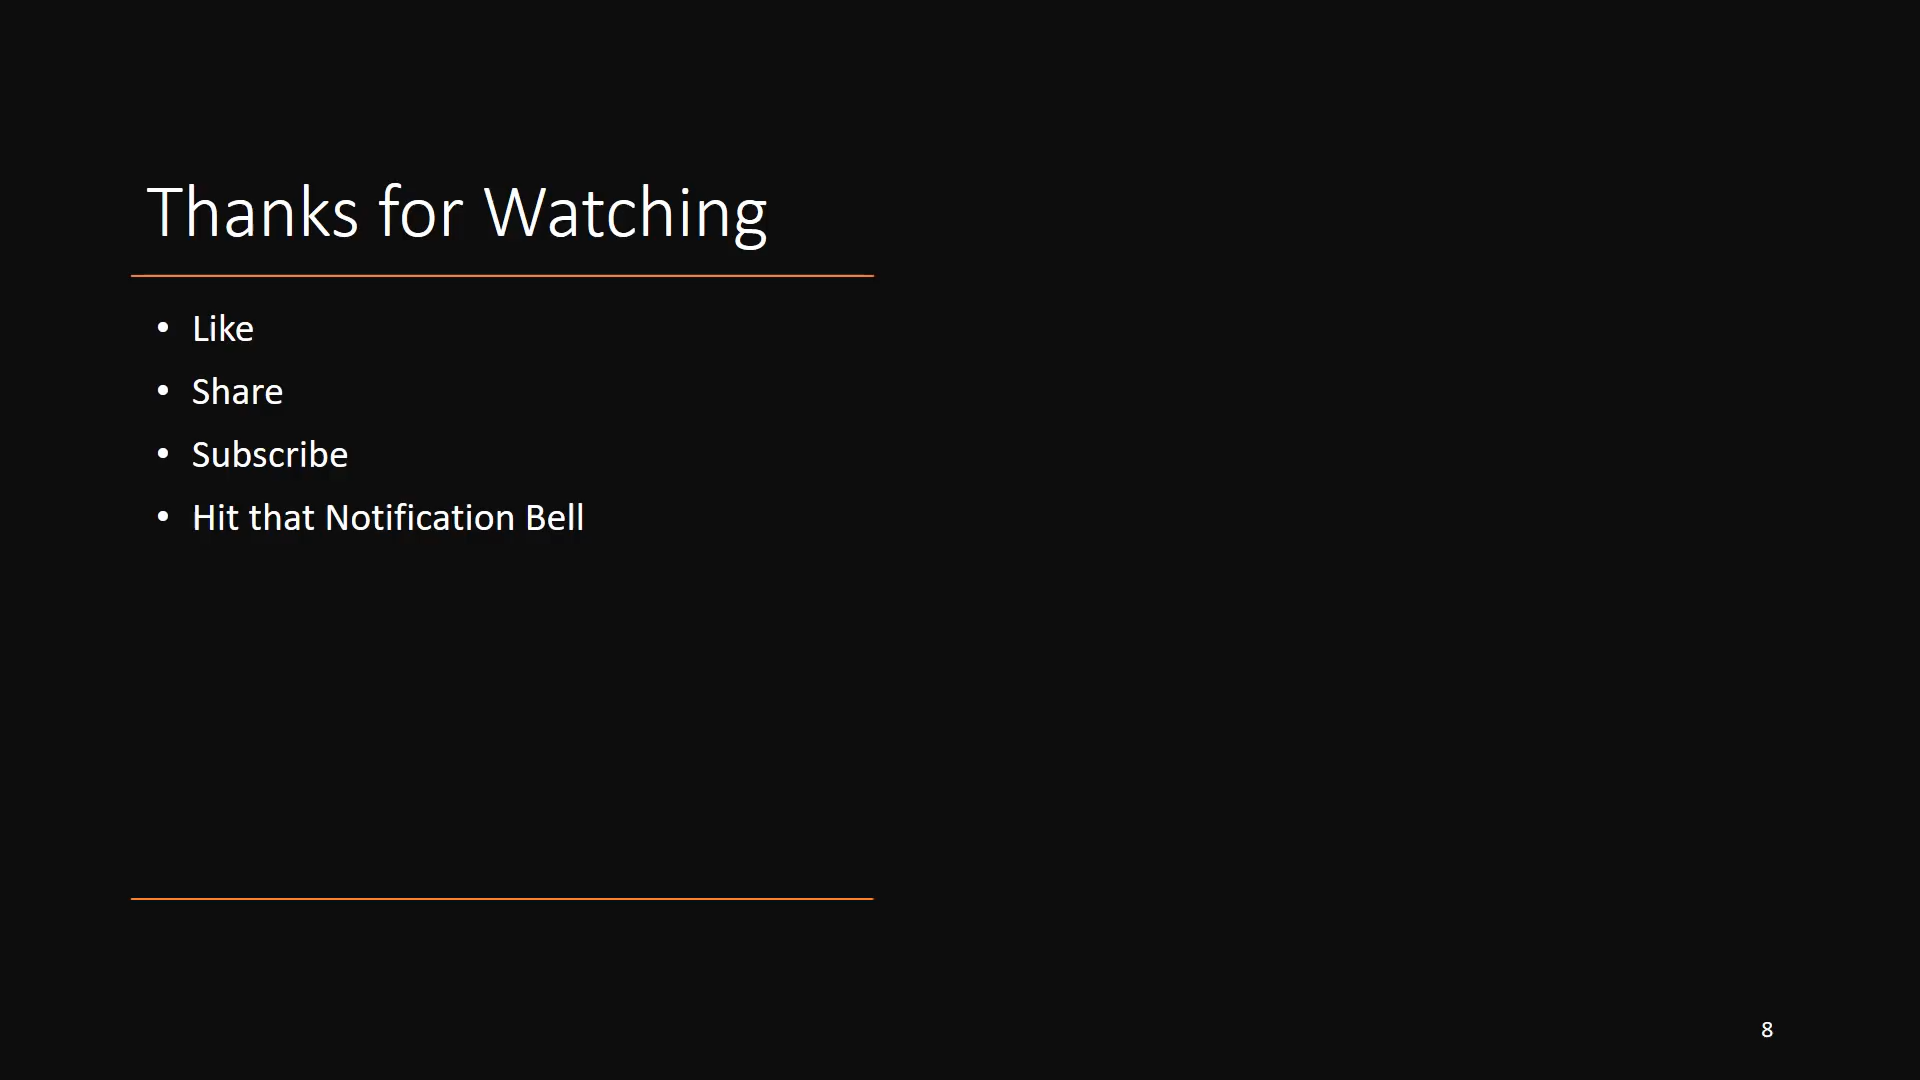 Thanks for Watching
• Like
• Share
• Subscribe
• Hit that Notification Bell
8